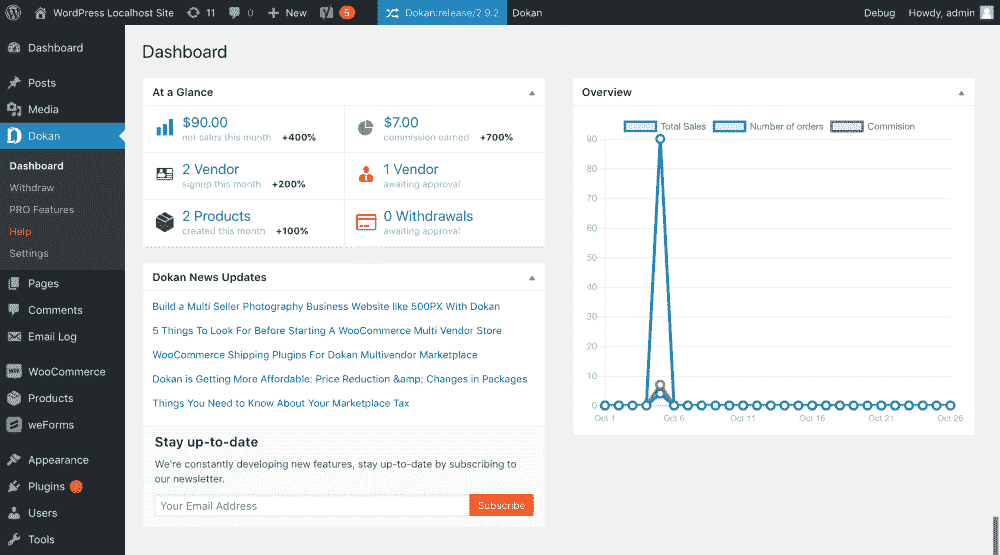 WordPress Localhost Site 11 0 New 5 Dokan:release/2.9.2 Dokan Debug Howdy, admin
Dashboard
Posts
Media
Dokan
Dashboard
Withdraw
PRO Features
Help
Settings
Pages
Comments
Email Log
WooCommerce
Products
weForms
Appearance
Plugins
Users
Tools
Dashboard
At a Glance
$90.00
net sales this month +400%
$7.00
commission earned +700%
2 Vendor
signup this month +200%
1 Vendor
awaiting approval
2 Products
created this month +100%
0 Withdrawals
awaiting approval
Dokan News Updates
Build a Multi Seller Photography Business Website like 500PX With Dokan
5 Things To Look For Before Starting A WooCommerce Multi Vendor Store
WooCommerce Shipping Plugins For Dokan Multivendor Marketplace
Dokan is Getting More Affordable: Price Reduction &amp; Changes in Packages
Things You Need to Know About Your Marketplace Tax
Stay up-to-date
We're constantly developing new features, stay up-to-date by subscribing to
our newsletter.
Your Email Address Subscribe
Overview
Total Sales Number of orders Commision
90
80
70
60
50
40
30
20
10
0
Oct 1 Oct 6 Oct 11 Oct 16 Oct 21 Oct 26